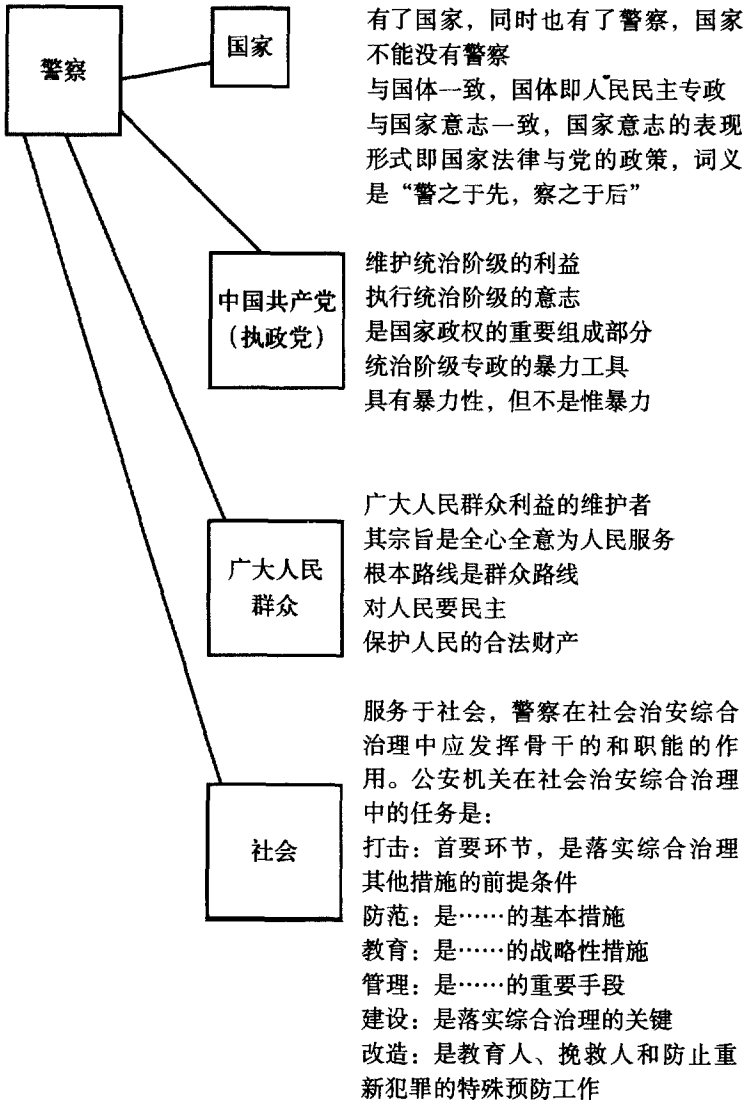 警察
国家
有了国家，同时也有了警察，国家
不能没有警察
与国体一致，国体即人民民主专政
与国家意志一致，国家意志的表现
形式即国家法律与党的政策，词义
是“警之于先，察之于后”
中国共产党
（执政党）
维护统治阶级的利益
执行统治阶级的意志
是国家政权的重要组成部分
统治阶级专政的暴力工具
具有暴力性，但不是惟暴力
广大人民
群众
广大人民群众利益的维护者
其宗旨是全心全意为人民服务
根本路线是群众路线
对人民要民主
保护人民的合法财产
社会
服务于社会，警察在社会治安综合
治理中应发挥骨干的和职能的作
用。公安机关在社会治安综合治理
中的任务是：
打击：首要环节，是落实综合治理
其他措施的前提条件
防范：是……的基本措施
教育：是……的战略性措施
管理：是……的重要手段
建设：是落实综合治理的关键
改造：是教育人、挽救人和防止重
新犯罪的特殊预防工作